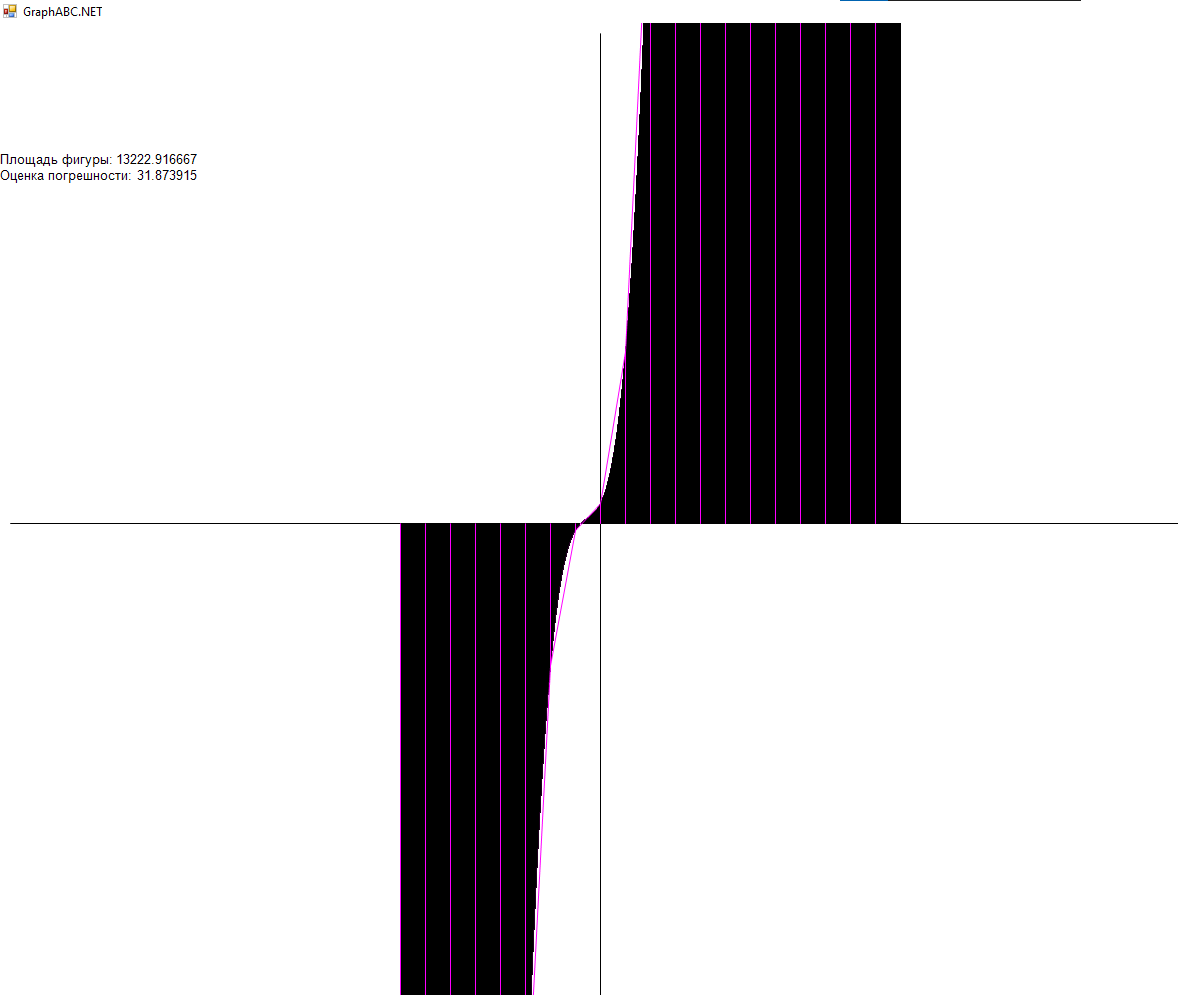 GraphABC.NET
Площадь фигуры: 13222.916667
Оценка погрешности: 31.873915